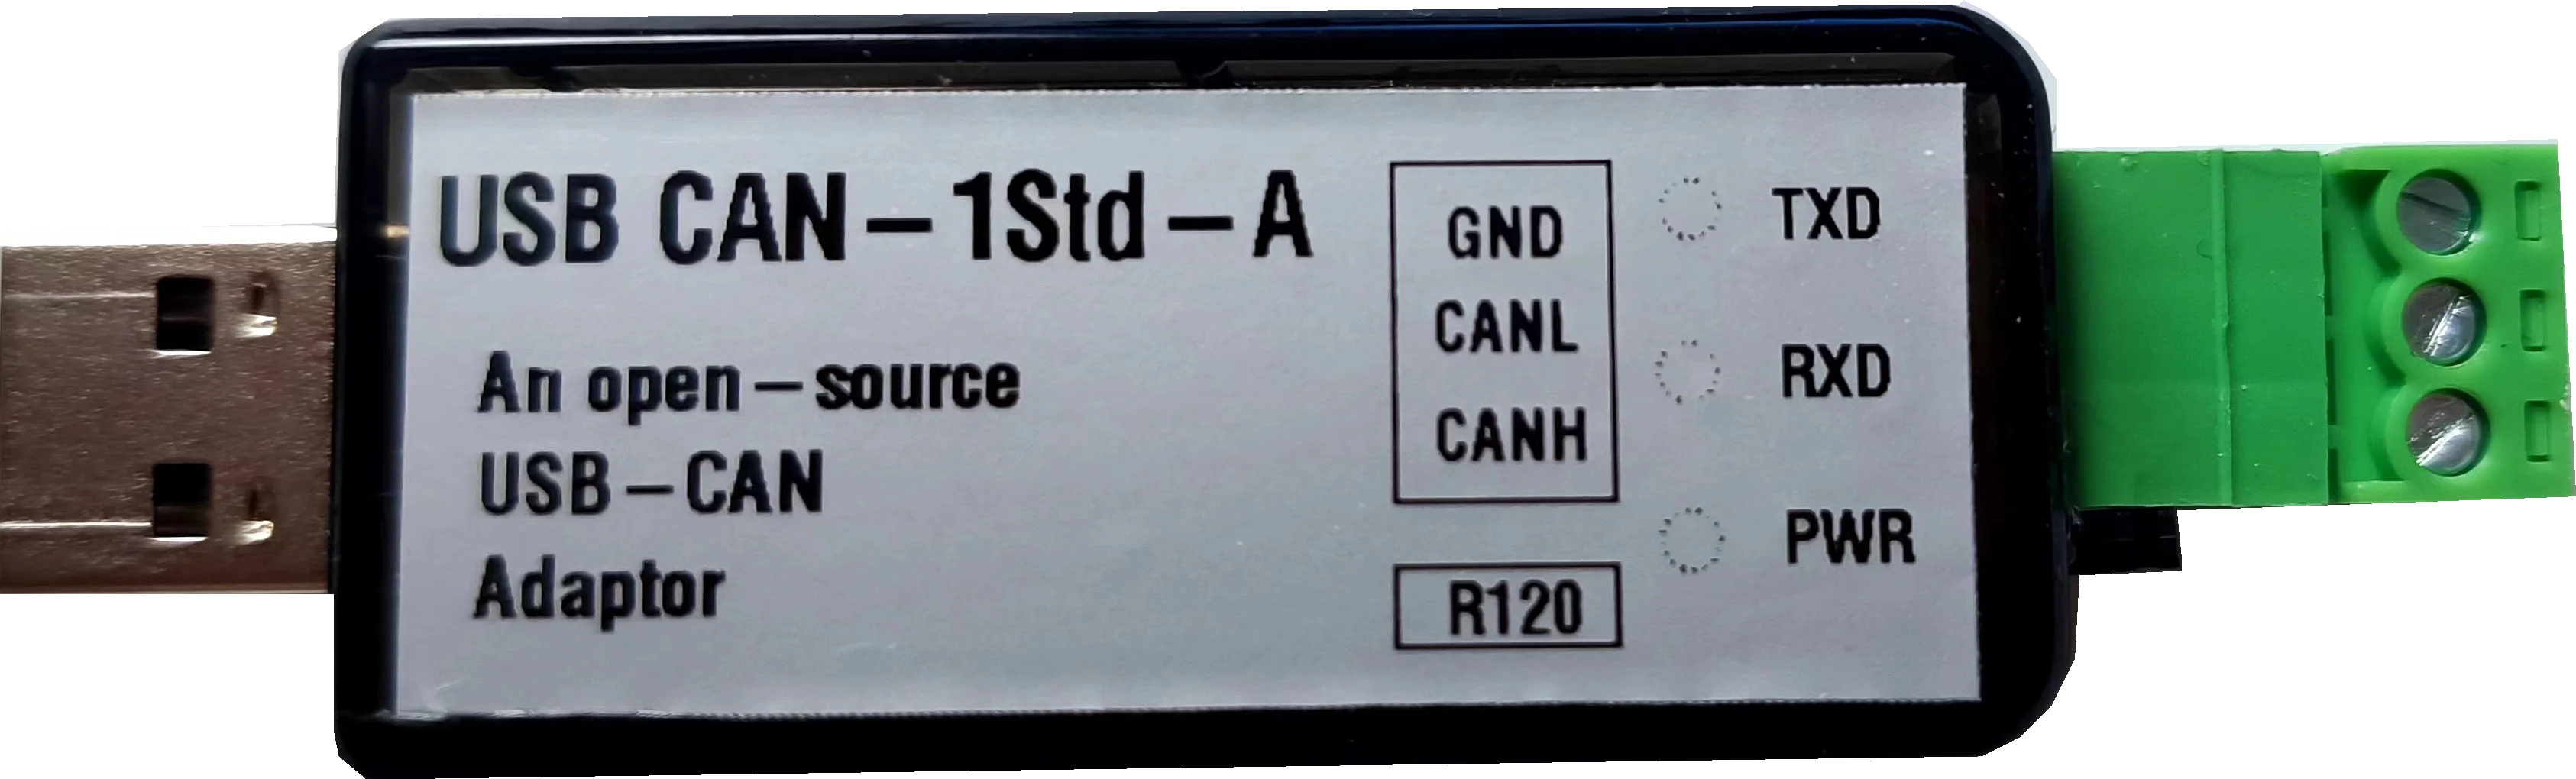 USB CAN-1Std-A
An open-source
USB-CAN
Adaptor
GND
CANL
CANH
R120
TXD
RXD
PWR